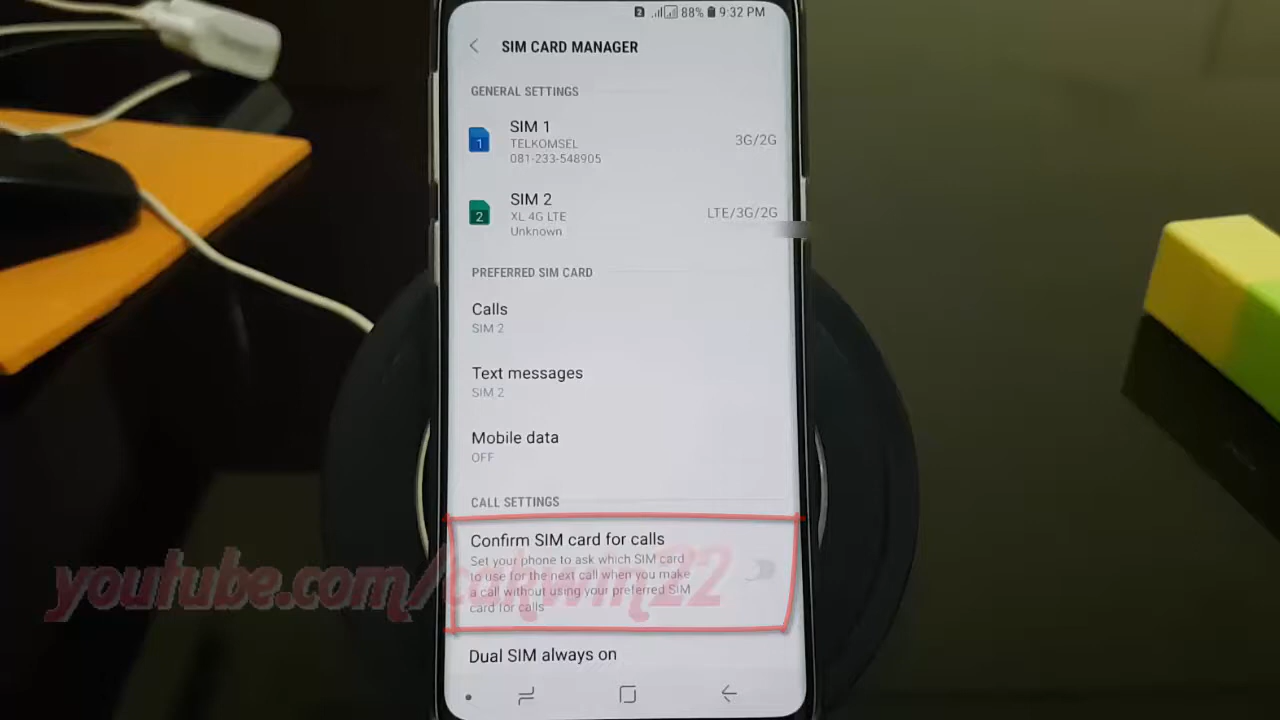 88% 9:32 PM
SIM CARD MANAGER
GENERAL SETTINGS
1
SIM 1
TELKOMSEL
081-233-548905
3G/2G
2
SIM 2
XL 4G LTE
Unknown
LTE/3G/2G
PREFERRED SIM CARD
Calls
SIM 2
Text messages
SIM 2
Mobile data
OFF
CALL SETTINGS
Confirm SIM card for calls
Set your phone to ask which SIM card
to use for the next call when you make
a call without using your preferred SIM
card for calls
Dual SIM always on